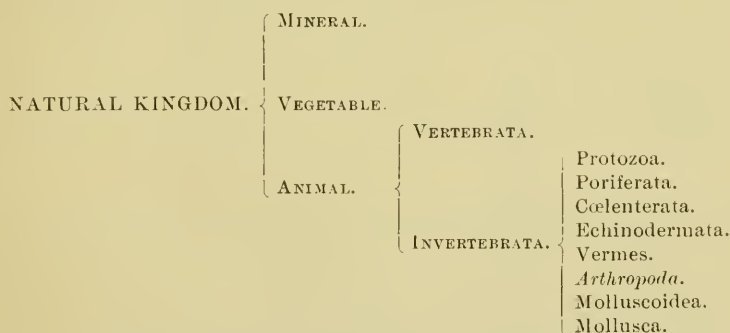 MINERAL.
NATURAL KINGDOM.
VEGETABLE.
VERTEBRATA.
ANIMAL.
INVERTEBRATA.
Protozoa.
Poriferata.
Cœlenterata.
Echinodermata.
Vermes.
Arthropoda.
Molluscoidea.
Mollusca.